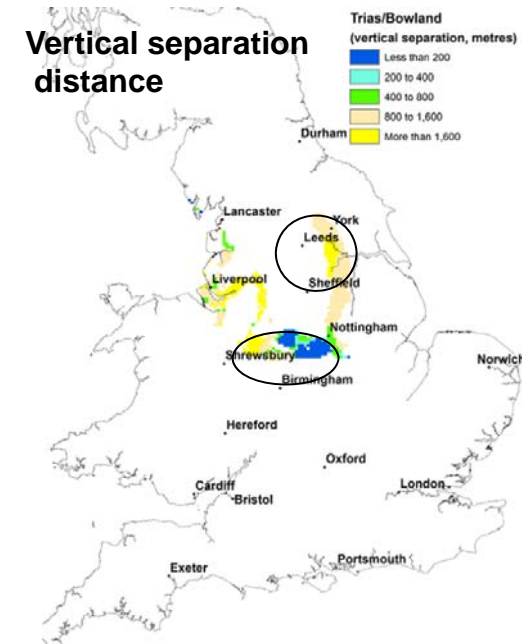 Vertical separation
distance
Trias/Bowland
(vertical separation, metres)
Less than 200
200 to 400
400 to 800
800 to 1,600
More than 1,600
Durham
Lancaster
York
Leeds
Liverpool
Sheffield
Nottingham
Shrewsbury
Norwich
Birmingham
Hereford
Oxford
Cardiff
London
Bristol
Portsmouth
Exeter